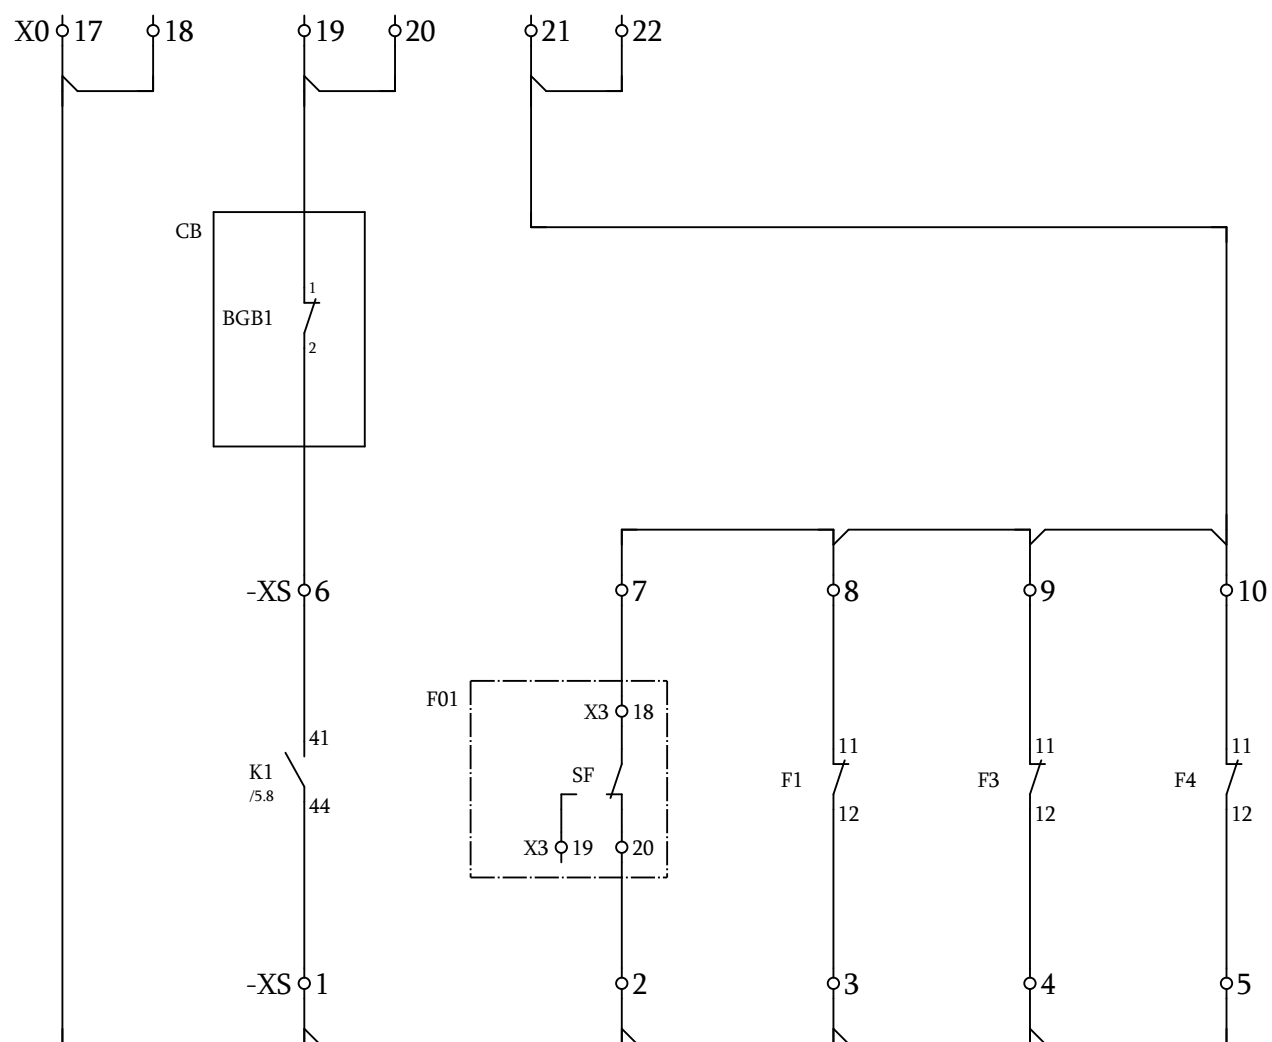 X0 17 18 19 20 21 22
CB
1
BGB1
2
-XS 6 7 8 9 10
F01
X3 18
41
11 11 11
K1
SF
F1 F3 F4
/5.8
44
12 12 12
X3 19 20
-XS 1 2 3 4 5